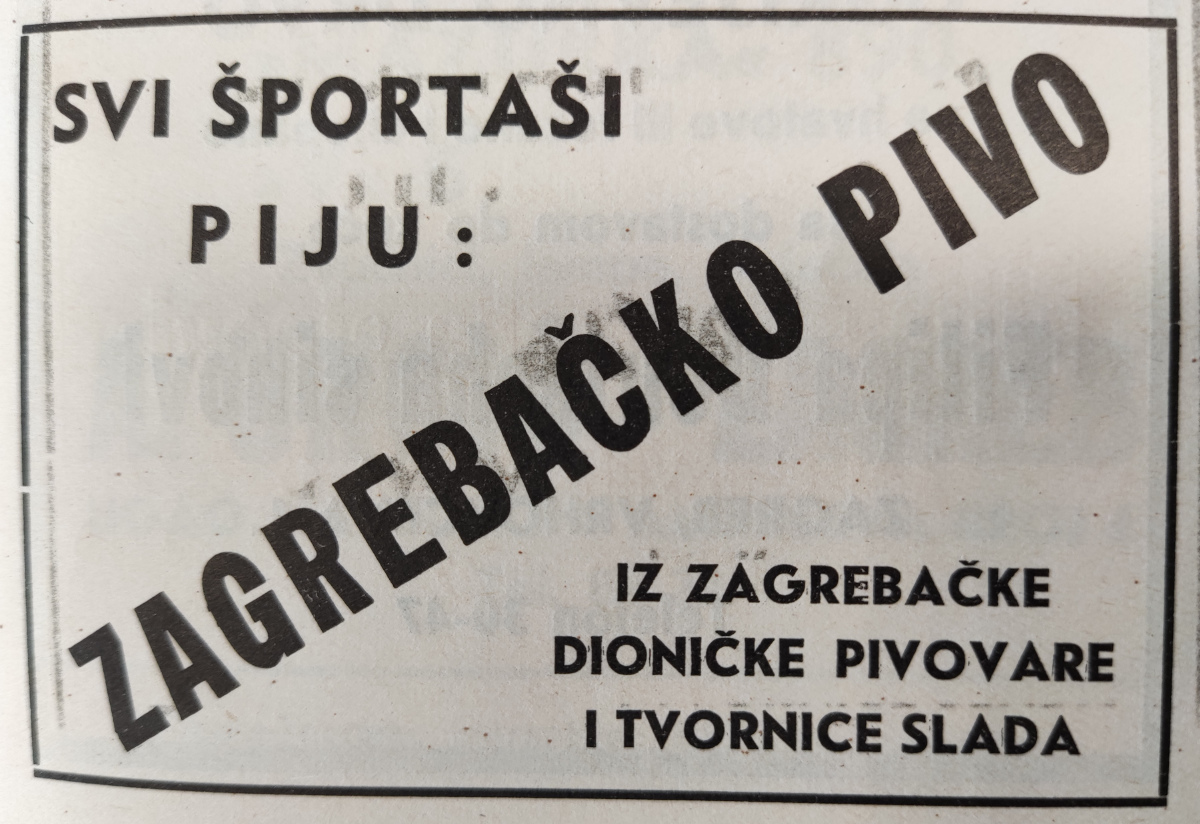 SVI ŠPORTAŠI
PIJU:
ZAGREBAČKO PIVO
IZ ZAGREBAČKE
DIONIČKE PIVOVARE
I TVORNICE SLADA